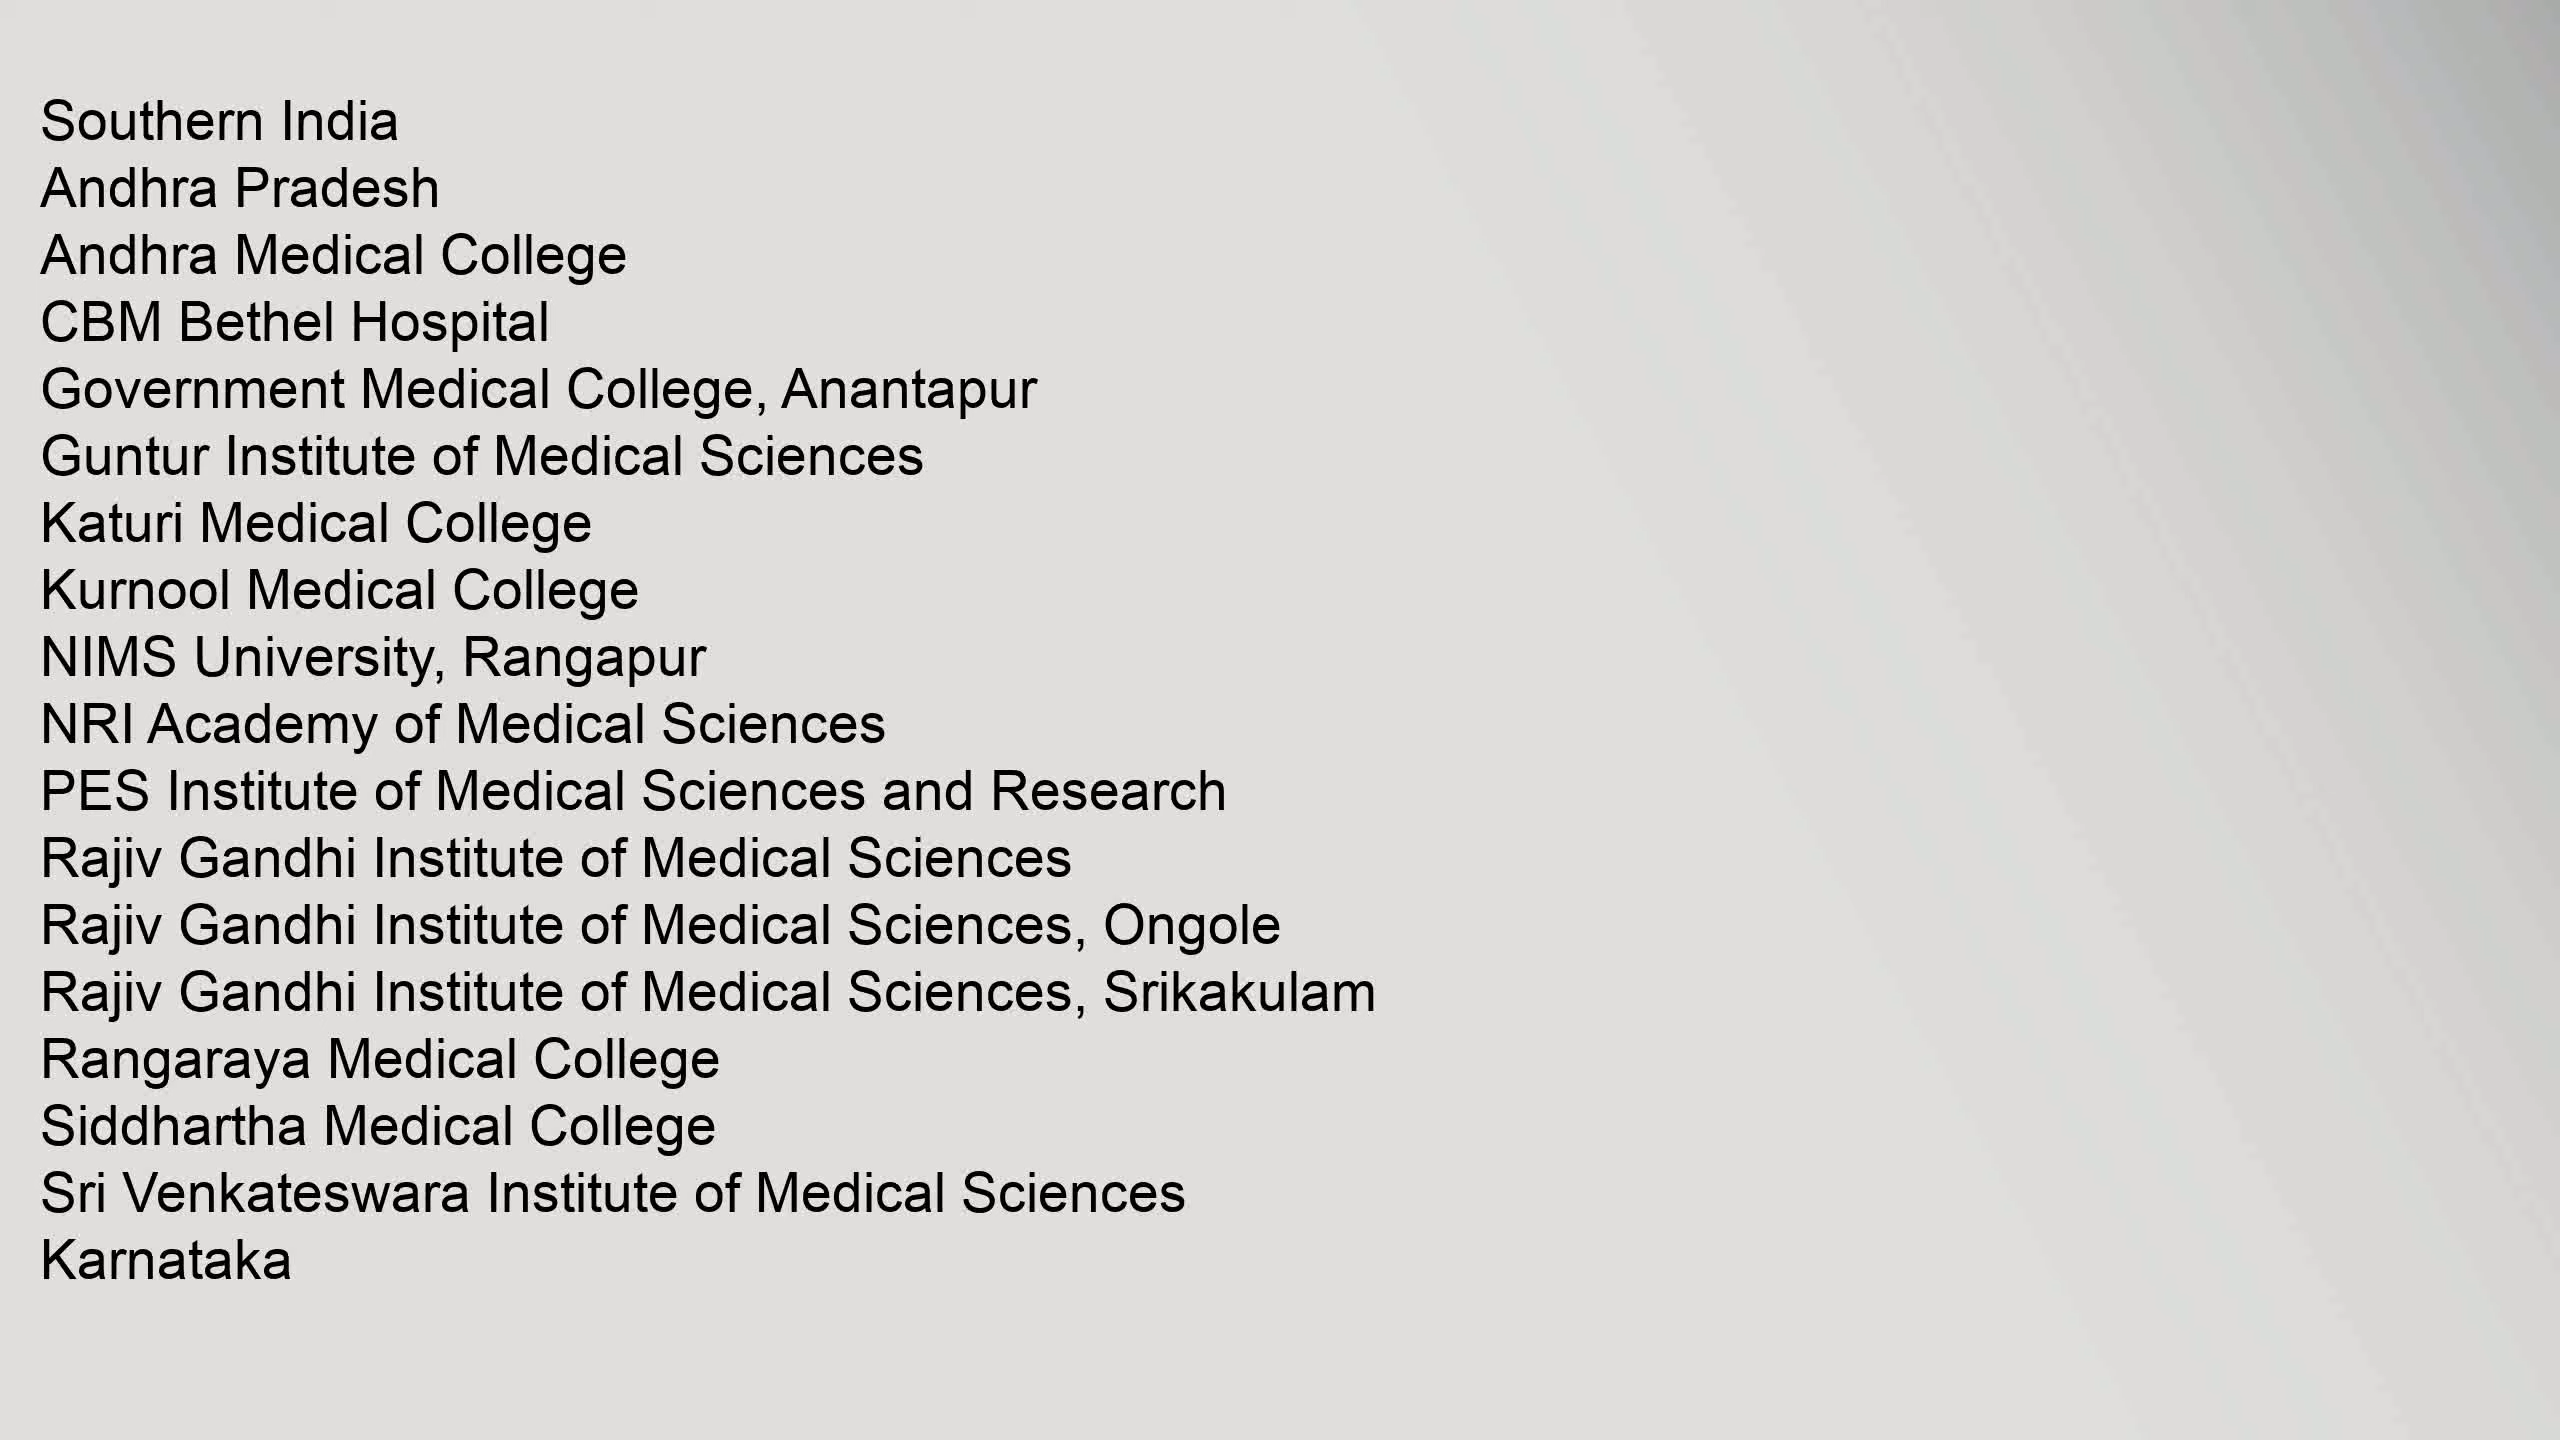 Southern India
Andhra Pradesh
Andhra Medical College
CBM Bethel Hospital
Government Medical College, Anantapur
Guntur Institute of Medical Sciences
Katuri Medical College
Kurnool Medical College
NIMS University, Rangapur
NRI Academy of Medical Sciences
PES Institute of Medical Sciences and Research
Rajiv Gandhi Institute of Medical Sciences
Rajiv Gandhi Institute of Medical Sciences, Ongole
Rajiv Gandhi Institute of Medical Sciences, Srikakulam
Rangaraya Medical College
Siddhartha Medical College
Sri Venkateswara Institute of Medical Sciences
Karnataka